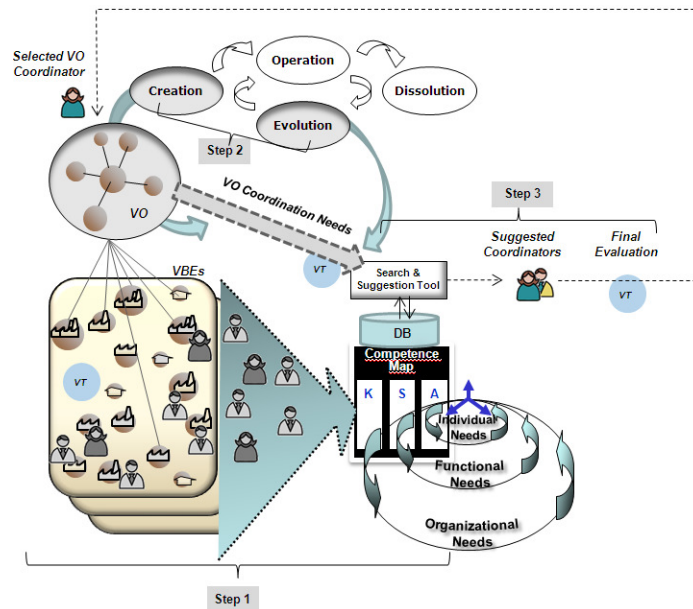 Selected VO
Coordinator
Operation
Creation
Dissolution
Evolution
Step 2
VO
VO Coordination Needs
Step 3
Suggested
Coordinators
Final
Evaluation
VT
VT
Search &
Suggestion Tool
VBEs
DB
Competence
Map
K S A
VT
Individual
Needs
Functional
Needs
Organizational
Needs
Step 1